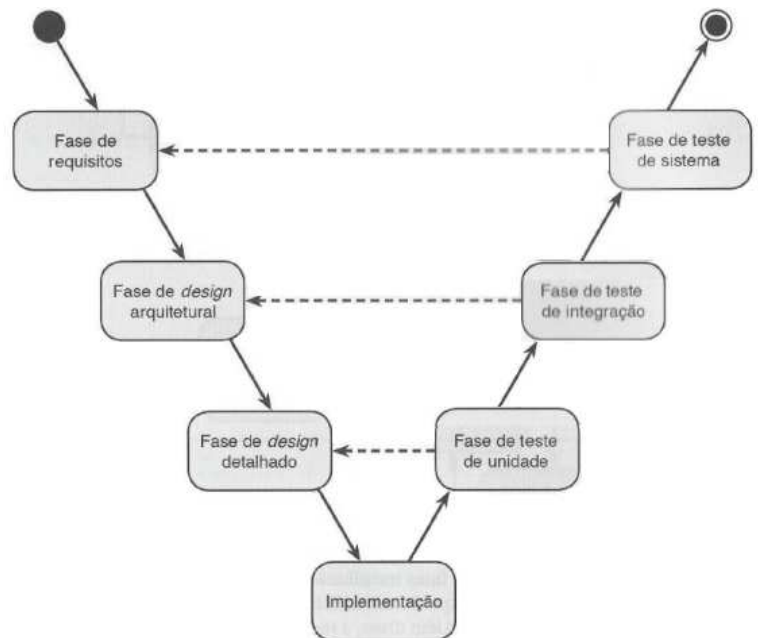 Fase de
requisitos
Fase de teste
de sistema
Fase de design
arquitetural
Fase de teste
de integração
Fase de design
detalhado
Fase de teste
de unidade
Implementação